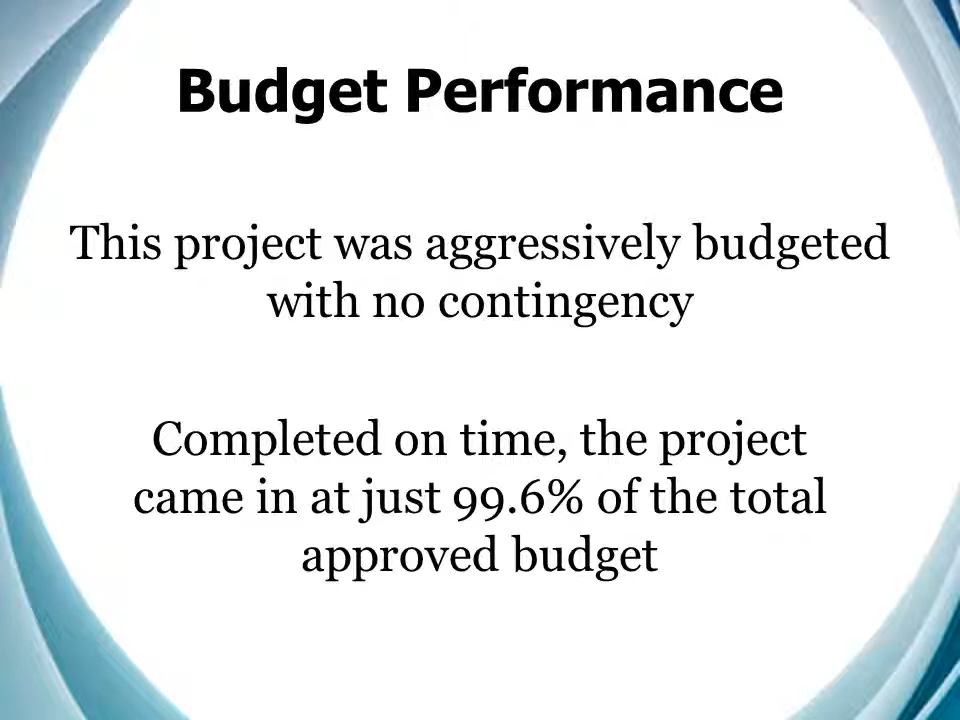 Budget Performance
This project was aggressively budgeted
with no contingency
Completed on time, the project
came in at just 99.6% of the total
approved budget